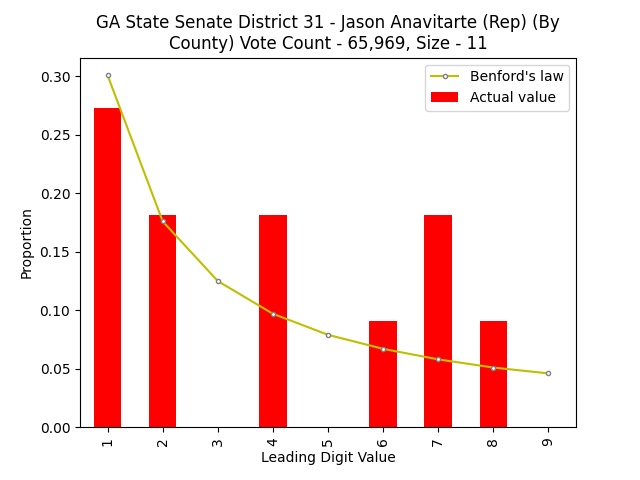 GA State Senate District 31 - Jason Anavitarte (Rep) (By
County) Vote Count - 65,969, Size - 11
Benford's law
Actual value
0.30
0.25
0.20
0.15
0.10
0.05
0.00
Proportion
1 2 3 4 5 6 7 8 9
Leading Digit Value